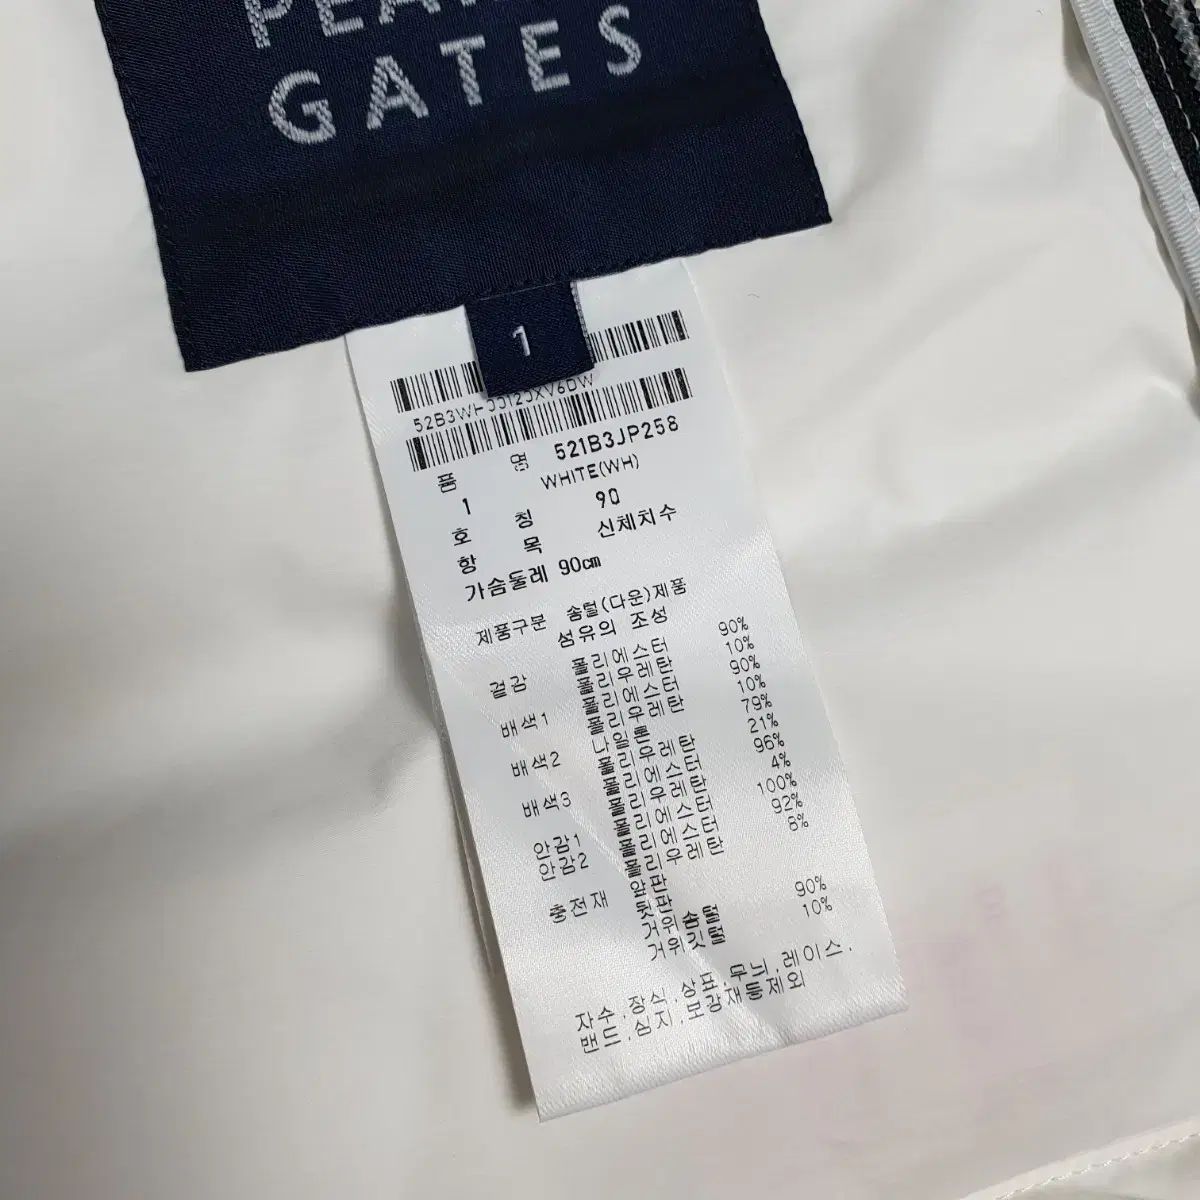 GATES
1
품 명 521B3JP258
1 WHITE(WH)
호 칭 90
항 목 신체치수
가슴둘레 90cm
제품구분 솜털(다운)제품
섬유의 조성
겉감 폴리에스터 90%
폴리우레탄 10%
배색1 폴리에스터 90%
폴리우레탄 10%
배색2 나일론 79%
폴리우레탄 21%
배색3 폴리에스터 96%
폴리우레탄 4%
안감1 폴리에스터 100%
안감2 폴리에스터 92%
폴리우레탄 8%
충전재 앞판
뒷판
거위 솜털 90%
거위깃털 10%
자수,장식,상표,무늬,레이스,
밴드,심지,보강재등제외